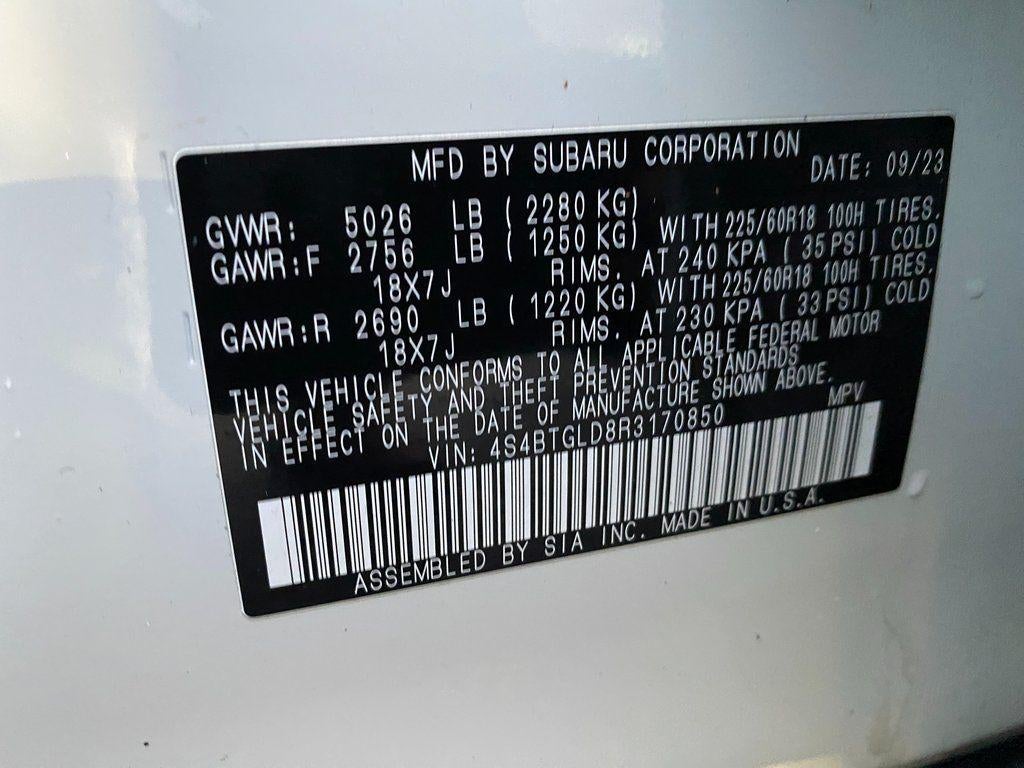 MFD BY SUBARU CORPORATION DATE: 09/23
GVWR: 5026 LB ( 2280 KG)
GAWR:F 2756 LB ( 1250 KG) WITH 225/60R18 100H TIRES.
18X7J RIMS. AT 240 KPA ( 35 PSI) COLD
GAWR:R 2690 LB ( 1220 KG) WITH 225/60R18 100H TIRES.
18X7J RIMS. AT 230 KPA ( 33 PSI) COLD
THIS VEHICLE CONFORMS TO ALL APPLICABLE FEDERAL MOTOR
VEHICLE SAFETY AND THEFT PREVENTION STANDARDS
IN EFFECT ON THE DATE OF MANUFACTURE SHOWN ABOVE.
VIN: 4S4BTGLD8R3170850 MPV
ASSEMBLED BY SIA INC. MADE IN U.S.A.